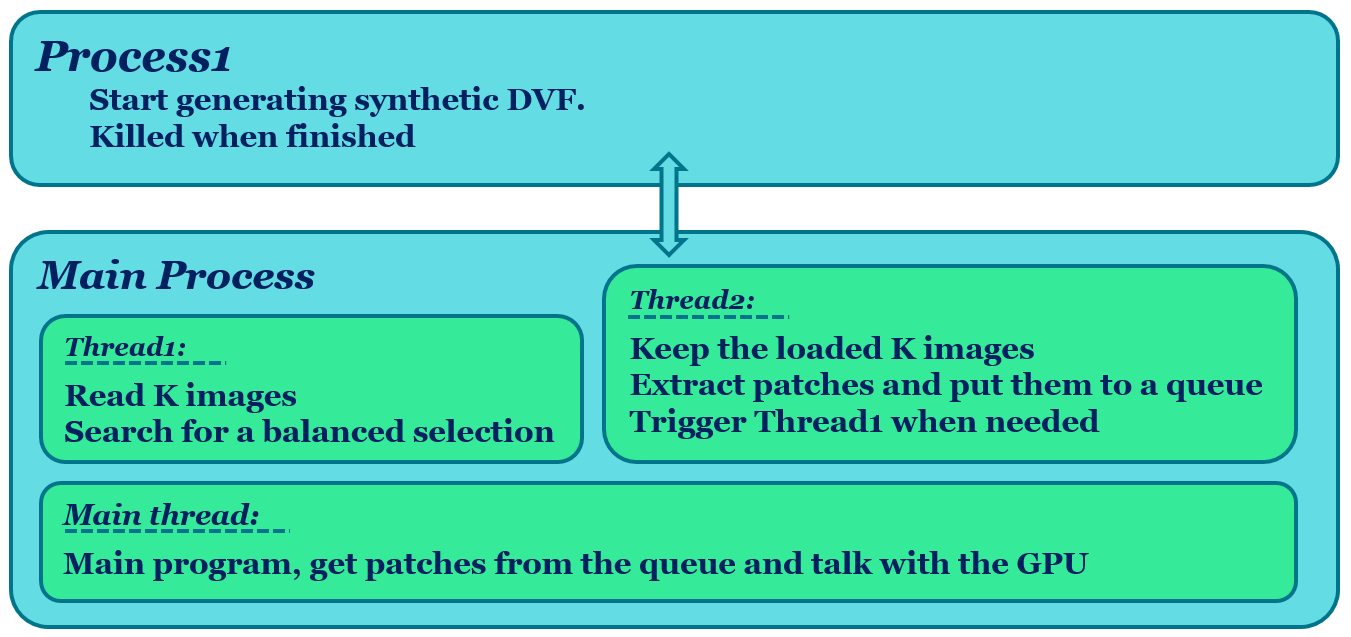 Process1
Start generating synthetic DVF.
Killed when finished
Main Process
Thread1:
Read K images
Search for a balanced selection
Thread2:
Keep the loaded K images
Extract patches and put them to a queue
Trigger Thread1 when needed
Main thread:
Main program, get patches from the queue and talk with the GPU